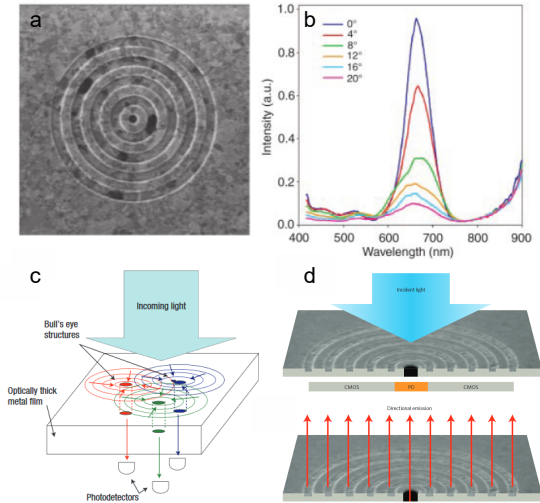 a
b
1.0
0.8
0.6
0.4
0.2
0.0
Intensity (a.u.)
0°
4°
8°
12°
16°
20°
400 500 600 700 800 900
Wavelength (nm)
c
Incoming light
Bull's eye
structures
Optically thick
metal film
Photodetectors
d
Incident light
CMOS PD CMOS
Directional emission